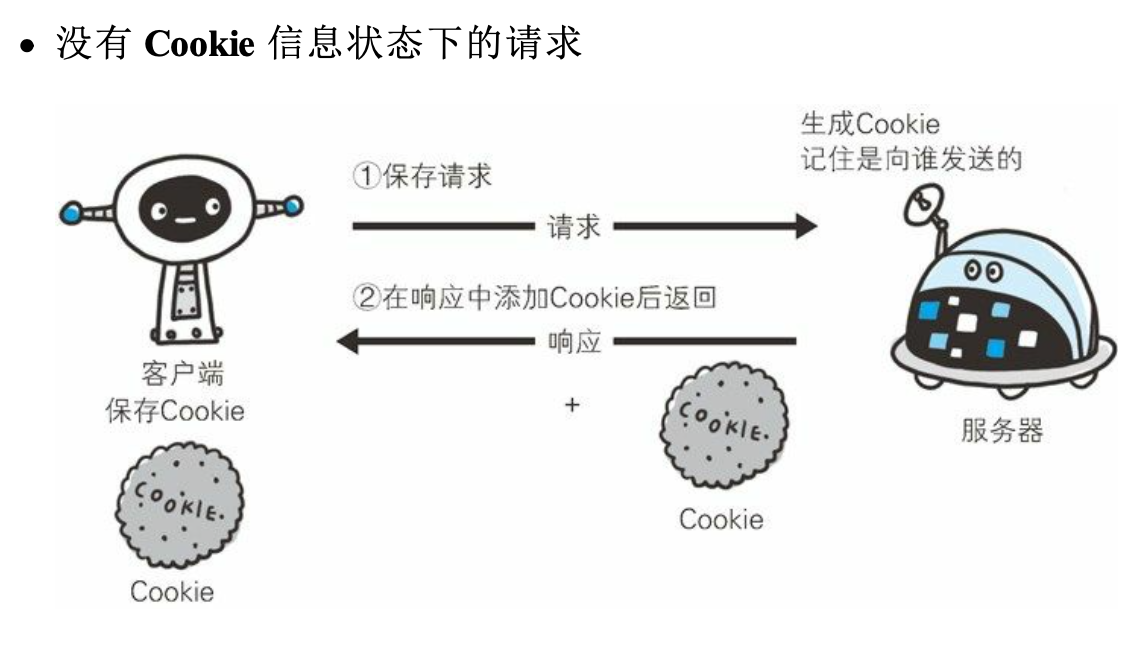 • 没有 Cookie 信息状态下的请求
生成Cookie
记住是向谁发送的
①保存请求
请求
②在响应中添加Cookie后返回
响应
客户端
保存Cookie
+
COOKIE.
服务器
COOKIE.
Cookie
Cookie